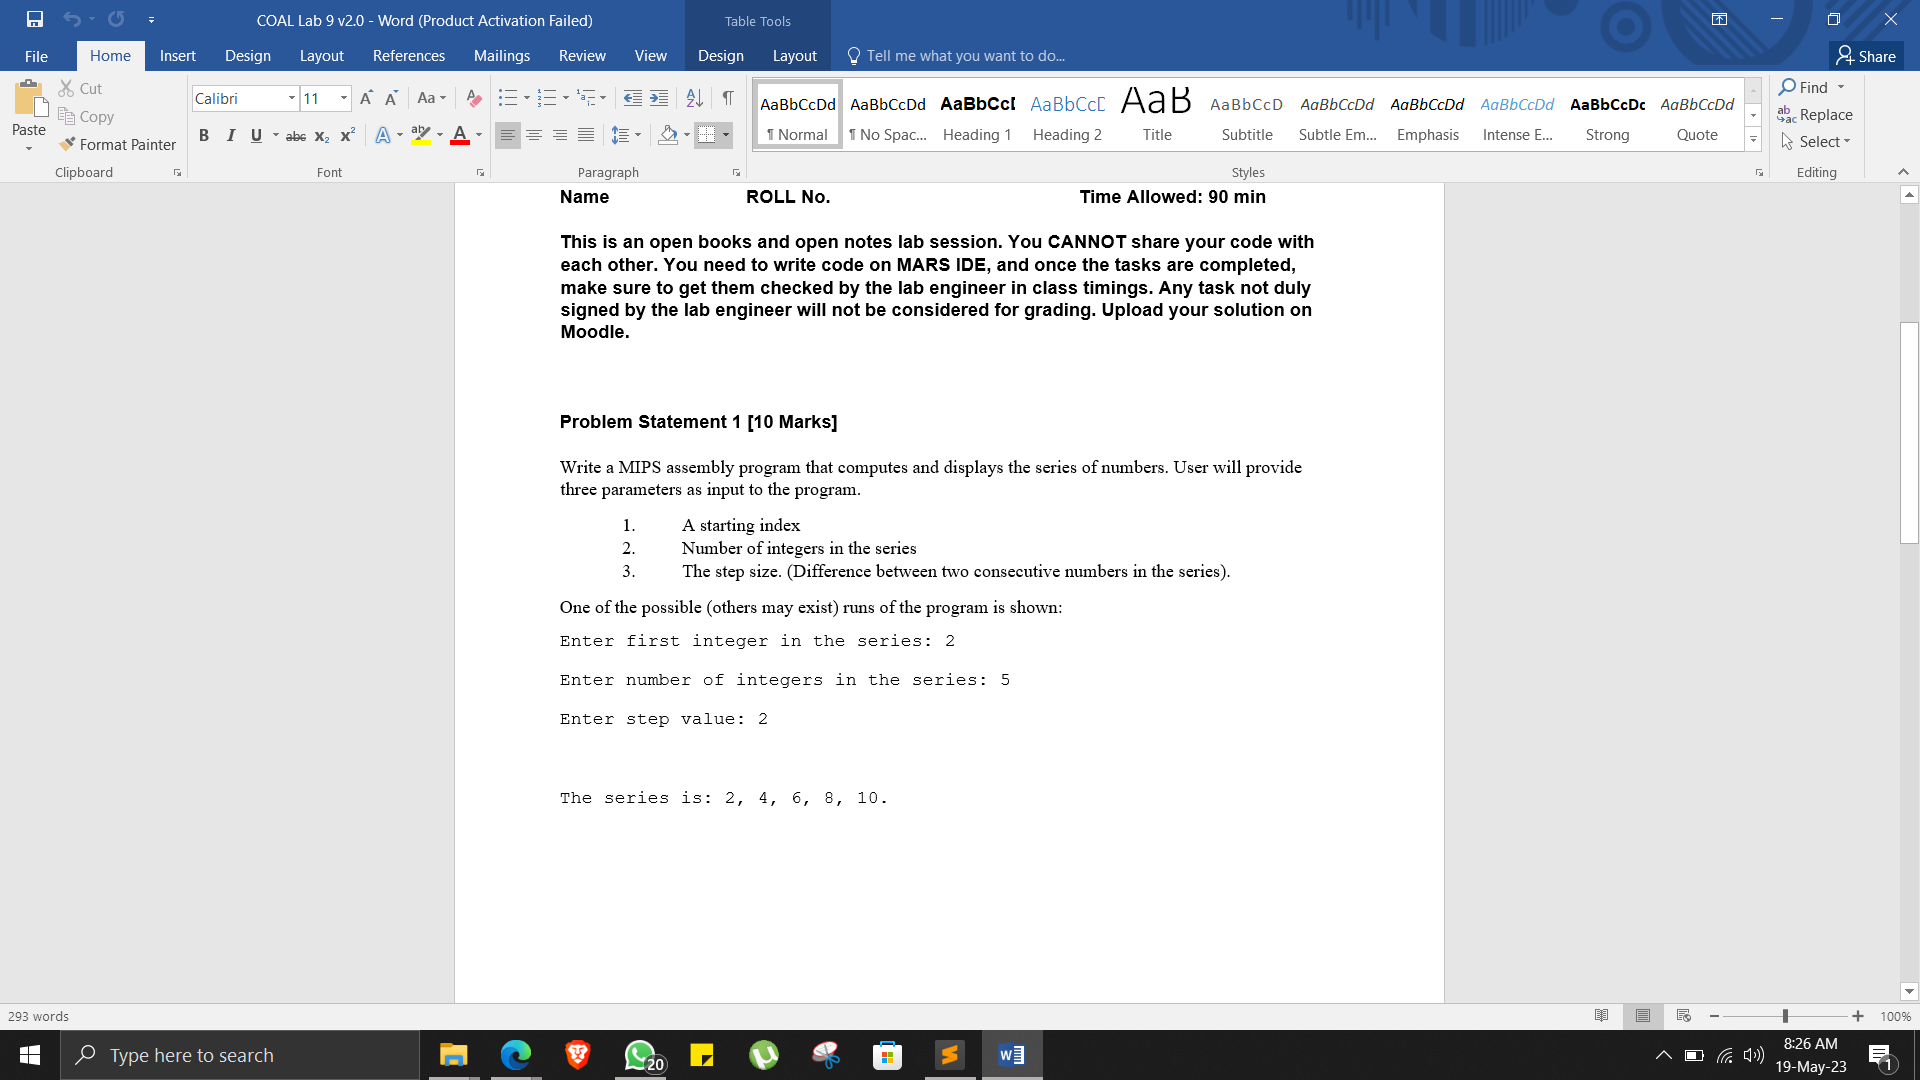 COAL Lab 9 v2.0 - Word (Product Activation Failed)
Table Tools
File Home Insert Design Layout References Mailings Review View Design Layout Tell me what you want to do... Share
Paste
Cut
Copy
Format Painter
Clipboard
Calibri 11
Font
Paragraph
AaBbCcDd AaBbCcDd AaBbCcI AaBbCcD AaB AaBbCcD AaBbCcDd AaBbCcDd AaBbCcDd AaBbCcDc AaBbCcDd
¶ Normal ¶ No Spac... Heading 1 Heading 2 Title Subtitle Subtle Em... Emphasis Intense E... Strong Quote
Styles
Find
Replace
Select
Editing
Name ROLL No. Time Allowed: 90 min
This is an open books and open notes lab session. You CANNOT share your code with
each other. You need to write code on MARS IDE, and once the tasks are completed,
make sure to get them checked by the lab engineer in class timings. Any task not duly
signed by the lab engineer will not be considered for grading. Upload your solution on
Moodle.
Problem Statement 1 [10 Marks]
Write a MIPS assembly program that computes and displays the series of numbers. User will provide
three parameters as input to the program.
1. A starting index
2. Number of integers in the series
3. The step size. (Difference between two consecutive numbers in the series).
One of the possible (others may exist) runs of the program is shown:
Enter first integer in the series: 2
Enter number of integers in the series: 5
Enter step value: 2
The series is: 2, 4, 6, 8, 10.
293 words
100%
Type here to search
20
8:26 AM
19-May-23
1